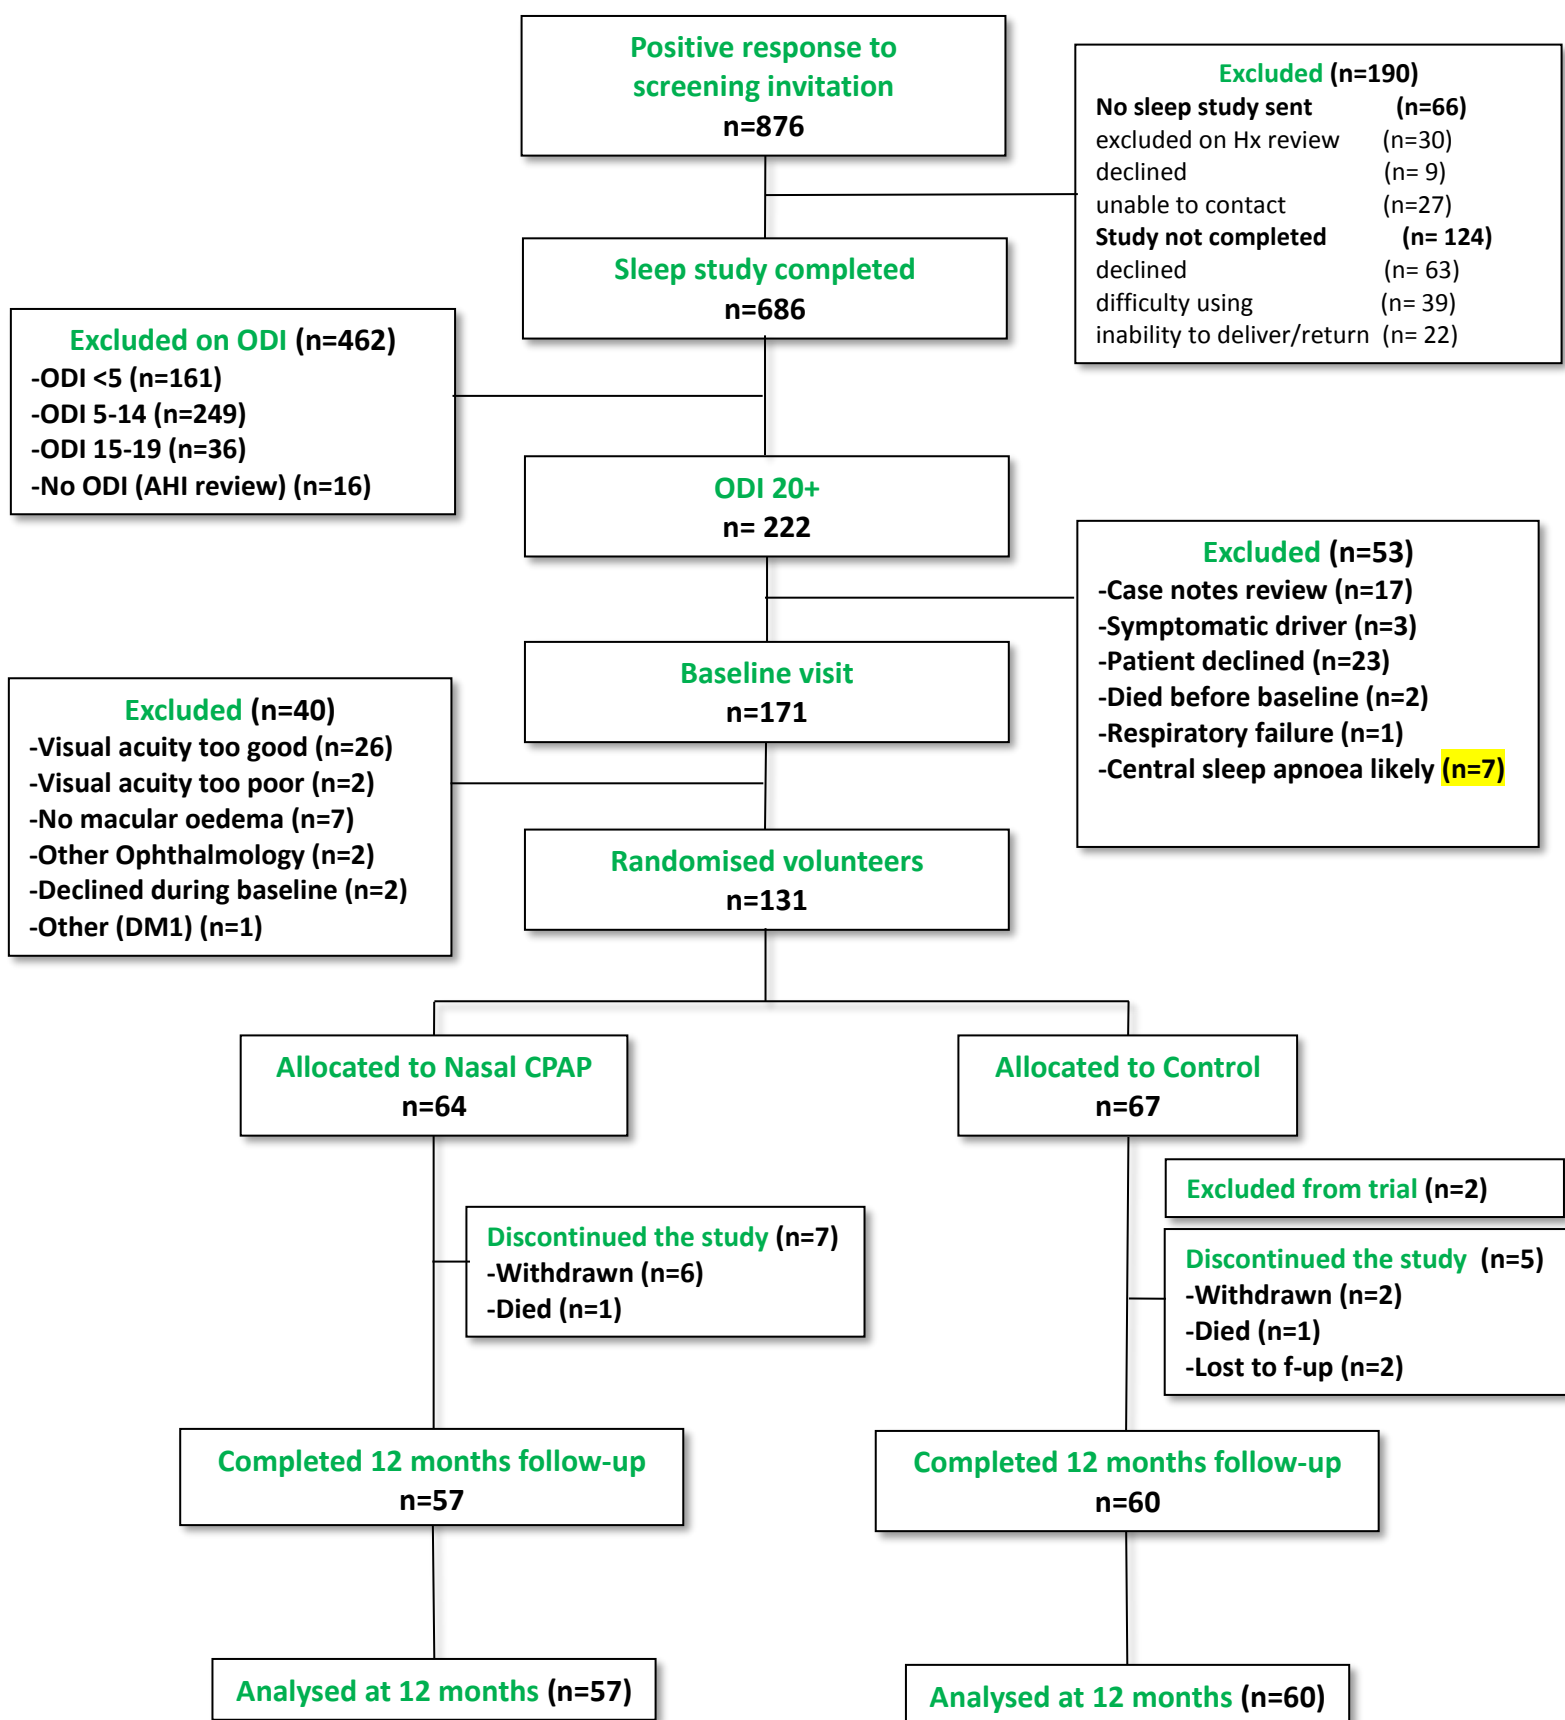 Positive response to
screening invitation
n=876
Excluded (n=190)
No sleep study sent (n=66)
excluded on Hx review (n=30)
declined (n= 9)
unable to contact (n=27)
Study not completed (n= 124)
declined (n= 63)
difficulty using (n= 39)
inability to deliver/return (n= 22)
Sleep study completed
n=686
Excluded on ODI (n=462)
-ODI <5 (n=161)
-ODI 5-14 (n=249)
-ODI 15-19 (n=36)
-No ODI (AHI review) (n=16)
ODI 20+
n= 222
Excluded (n=53)
-Case notes review (n=17)
-Symptomatic driver (n=3)
-Patient declined (n=23)
-Died before baseline (n=2)
-Respiratory failure (n=1)
-Central sleep apnoea likely (n=7)
Baseline visit
n=171
Excluded (n=40)
-Visual acuity too good (n=26)
-Visual acuity too poor (n=2)
-No macular oedema (n=7)
-Other Ophthalmology (n=2)
-Declined during baseline (n=2)
-Other (DM1) (n=1)
Randomised volunteers
n=131
Allocated to Nasal CPAP
n=64
Allocated to Control
n=67
Excluded from trial (n=2)
Discontinued the study (n=7)
-Withdrawn (n=6)
-Died (n=1)
Discontinued the study (n=5)
-Withdrawn (n=2)
-Died (n=1)
-Lost to f-up (n=2)
Completed 12 months follow-up
n=57
Completed 12 months follow-up
n=60
Analysed at 12 months (n=57)
Analysed at 12 months (n=60)